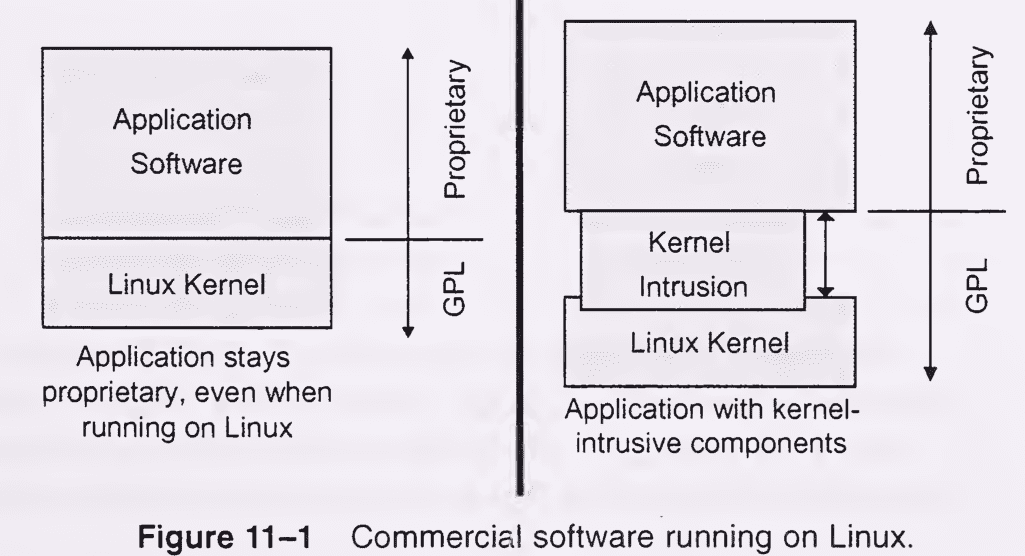 Application
Software
Proprietary
Linux Kernel
GPL
Application stays
proprietary, even when
running on Linux
Application
Software
Proprietary
Kernel
Intrusion
GPL
Linux Kernel
Application with kernel-
intrusive components
Figure 11–1 Commercial software running on Linux.